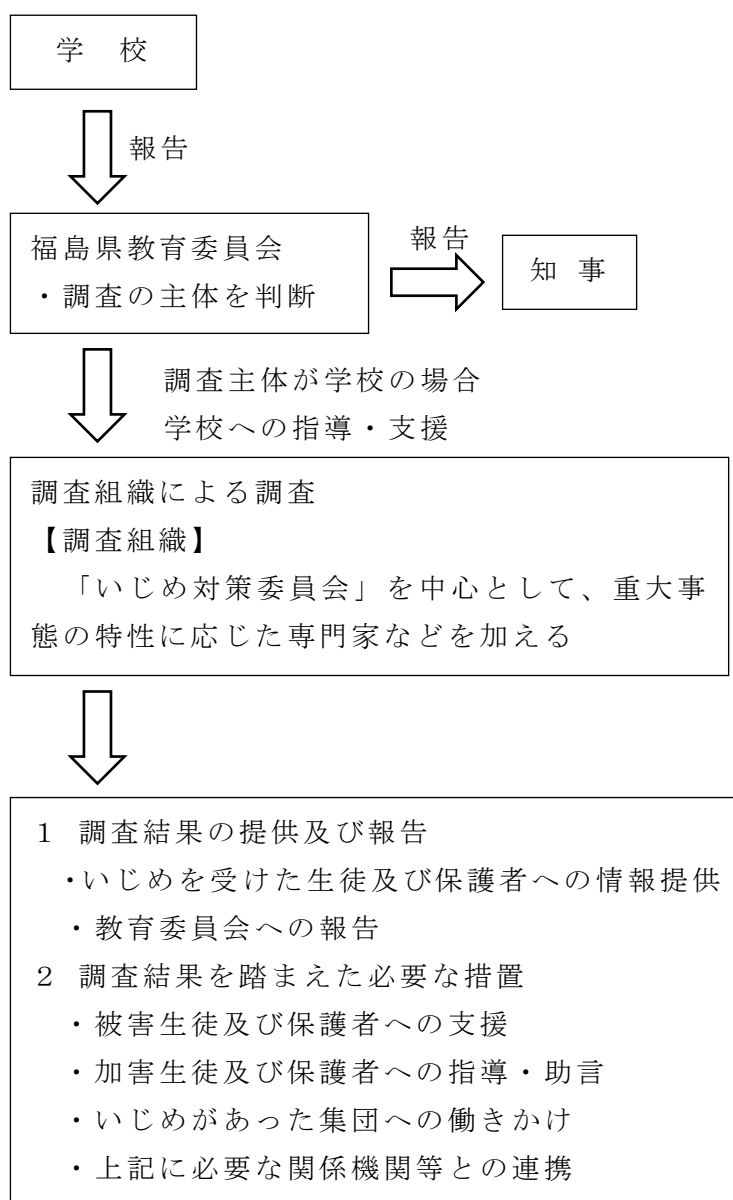 学 校
報告
福島県教育委員会
・調査の主体を判断
報告
知 事
調査主体が学校の場合
学校への指導・支援
調査組織による調査
【調査組織】
「いじめ対策委員会」を中心として、重大事
態の特性に応じた専門家などを加える
1 調査結果の提供及び報告
・いじめを受けた生徒及び保護者への情報提供
・教育委員会への報告
2 調査結果を踏まえた必要な措置
・被害生徒及び保護者への支援
・加害生徒及び保護者への指導・助言
・いじめがあった集団への働きかけ
・上記に必要な関係機関等との連携